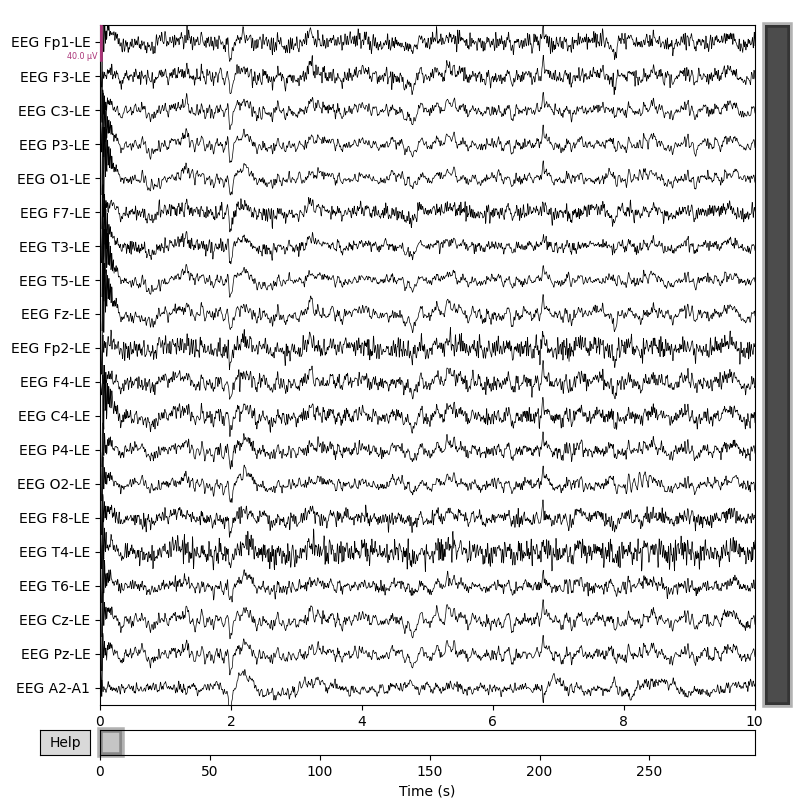 EEG Fp1-LE
40.0 µV
EEG F3-LE
EEG C3-LE
EEG P3-LE
EEG O1-LE
EEG F7-LE
EEG T3-LE
EEG T5-LE
EEG Fz-LE
EEG Fp2-LE
EEG F4-LE
EEG C4-LE
EEG P4-LE
EEG O2-LE
EEG F8-LE
EEG T4-LE
EEG T6-LE
EEG Cz-LE
EEG Pz-LE
EEG A2-A1
0 2 4 6 8 10
Help
0 50 100 150 200 250
Time (s)